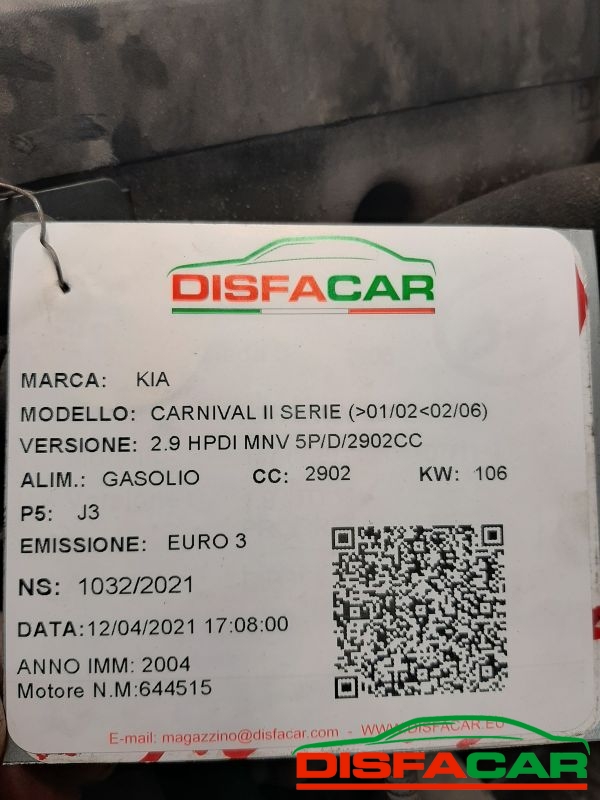 DISFACAR
MARCA: KIA
MODELLO: CARNIVAL II SERIE (>01/02<02/06)
VERSIONE: 2.9 HPDI MNV 5P/D/2902CC
ALIM.: GASOLIO CC: 2902 KW: 106
P5: J3
EMISSIONE: EURO 3
NS: 1032/2021
DATA:12/04/2021 17:08:00
ANNO IMM: 2004
Motore N.M:644515
E-mail: magazzino@disfacar.com - WWW.DISFACAR.EU
DISFACAR